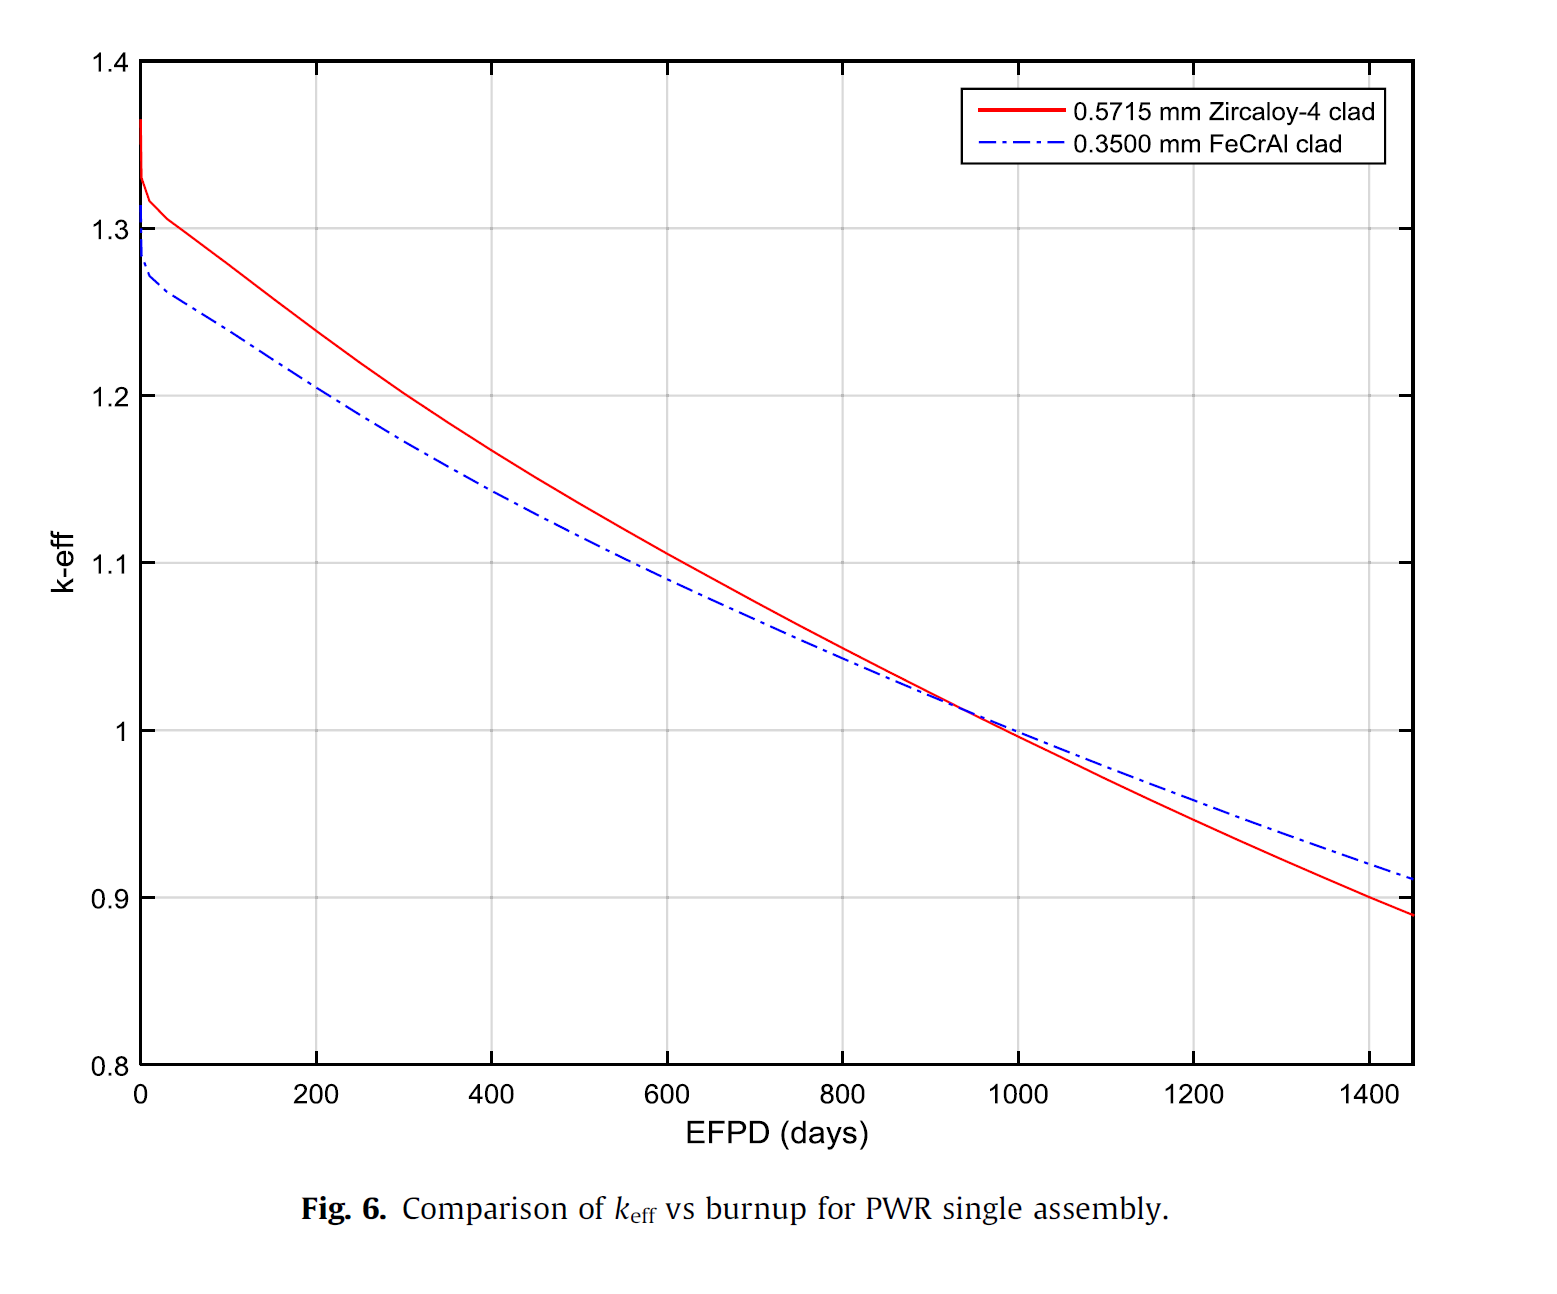 1.4
1.3
1.2
1.1
1
0.9
0.8
k-eff
0.5715 mm Zircaloy-4 clad
0.3500 mm FeCrAl clad
0 200 400 600 800 1000 1200 1400
EFPD (days)
Fig. 6. Comparison of keff vs burnup for PWR single assembly.